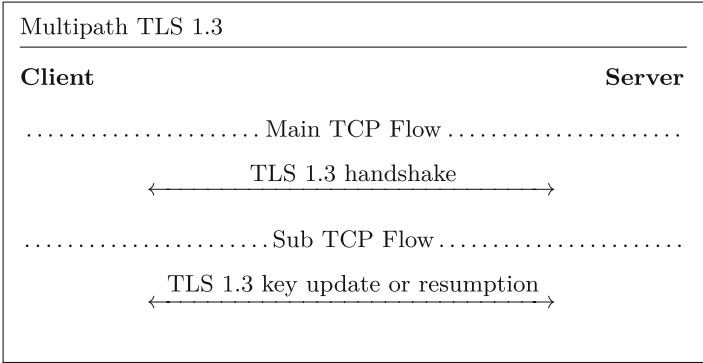 Multipath TLS 1.3
Client Server
Main TCP Flow
TLS 1.3 handshake
Sub TCP Flow
TLS 1.3 key update or resumption